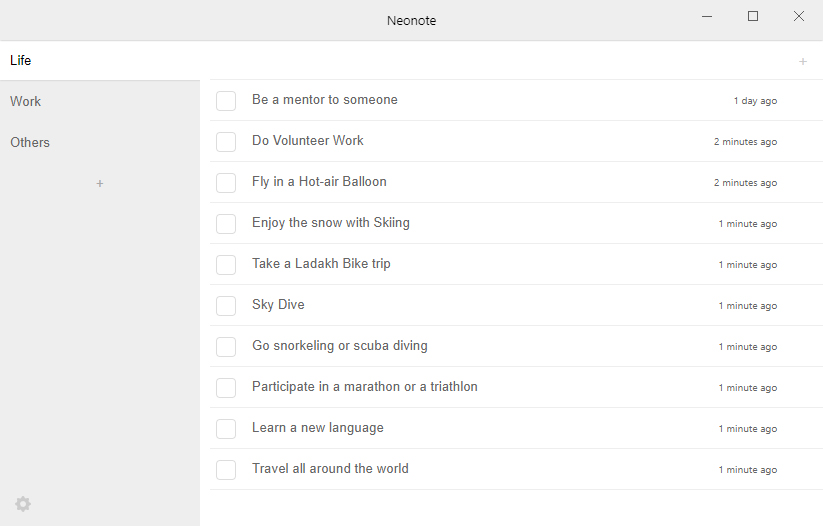 Neonote
Life
+
Work
Others
+
Be a mentor to someone 1 day ago
Do Volunteer Work 2 minutes ago
Fly in a Hot-air Balloon 2 minutes ago
Enjoy the snow with Skiing 1 minute ago
Take a Ladakh Bike trip 1 minute ago
Sky Dive 1 minute ago
Go snorkeling or scuba diving 1 minute ago
Participate in a marathon or a triathlon 1 minute ago
Learn a new language 1 minute ago
Travel all around the world 1 minute ago